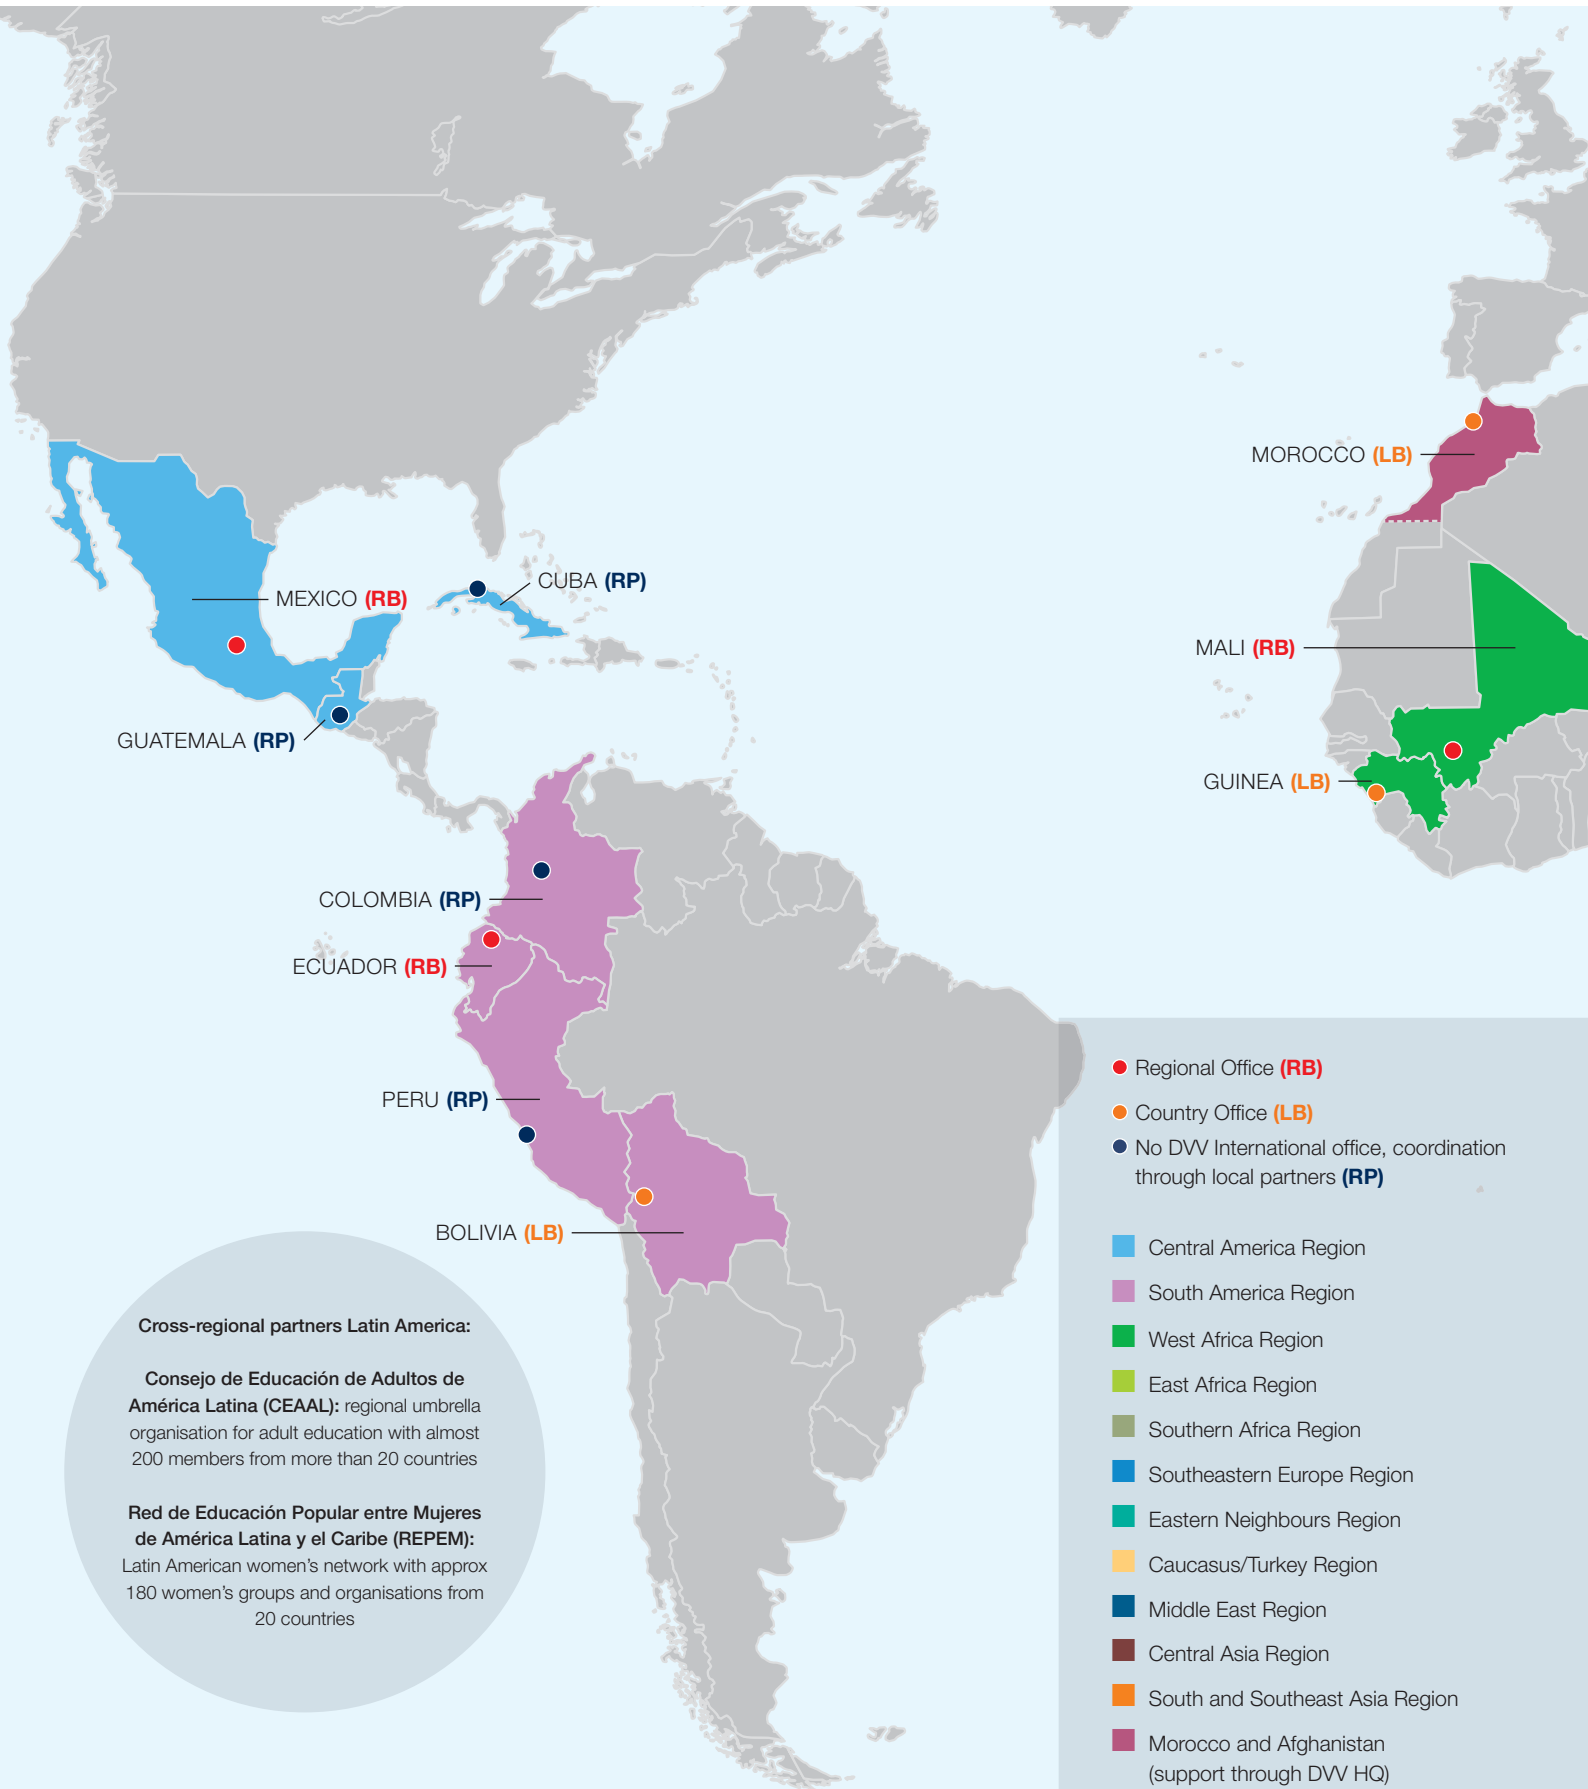 MOROCCO (LB)
CUBA (RP)
MEXICO (RB)
MALI (RB)
GUATEMALA (RP)
GUINEA (LB)
COLOMBIA (RP)
ECUADOR (RB)
PERU (RP)
BOLIVIA (LB)
Regional Office (RB)
Country Office (LB)
No DVV International office, coordination
through local partners (RP)
Central America Region
South America Region
West Africa Region
East Africa Region
Southern Africa Region
Southeastern Europe Region
Eastern Neighbours Region
Caucasus/Turkey Region
Middle East Region
Central Asia Region
South and Southeast Asia Region
Morocco and Afghanistan
(support through DVV HQ)
Cross-regional partners Latin America:
Consejo de Educación de Adultos de
América Latina (CEAAL): regional umbrella
organisation for adult education with almost
200 members from more than 20 countries
Red de Educación Popular entre Mujeres
de América Latina y el Caribe (REPEM):
Latin American women's network with approx
180 women's groups and organisations from
20 countries